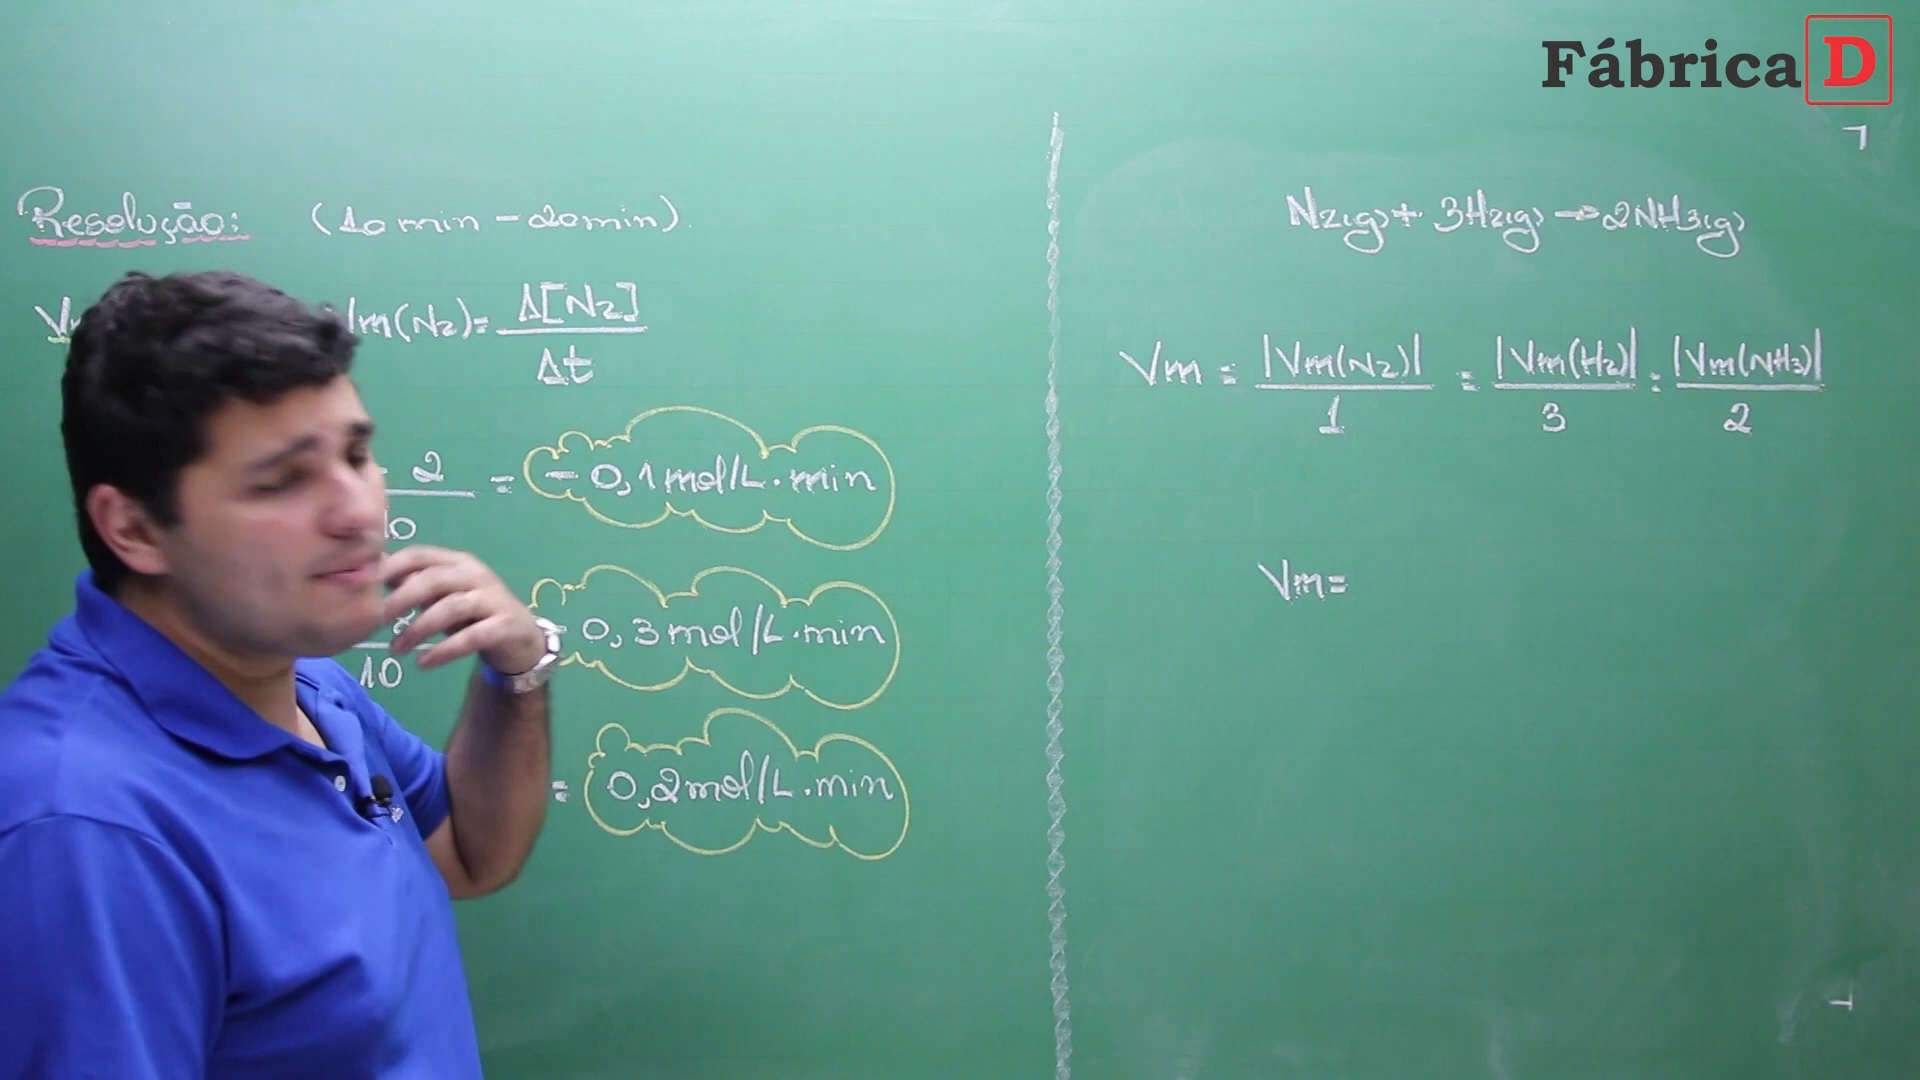 Fábrica D
Resolução: (10 min - 20 min).
Vm(N2)= Δ[N2]
Δt
- 2
10
= - 0,1 mol/L.min
10
- 0,3 mol/L.min
= 0,2 mol/L.min
N2(g) + 3H2(g) → 2NH3(g)
Vm = |Vm(N2)| = |Vm(H2)| = |Vm(NH3)|
1 3 2
Vm =